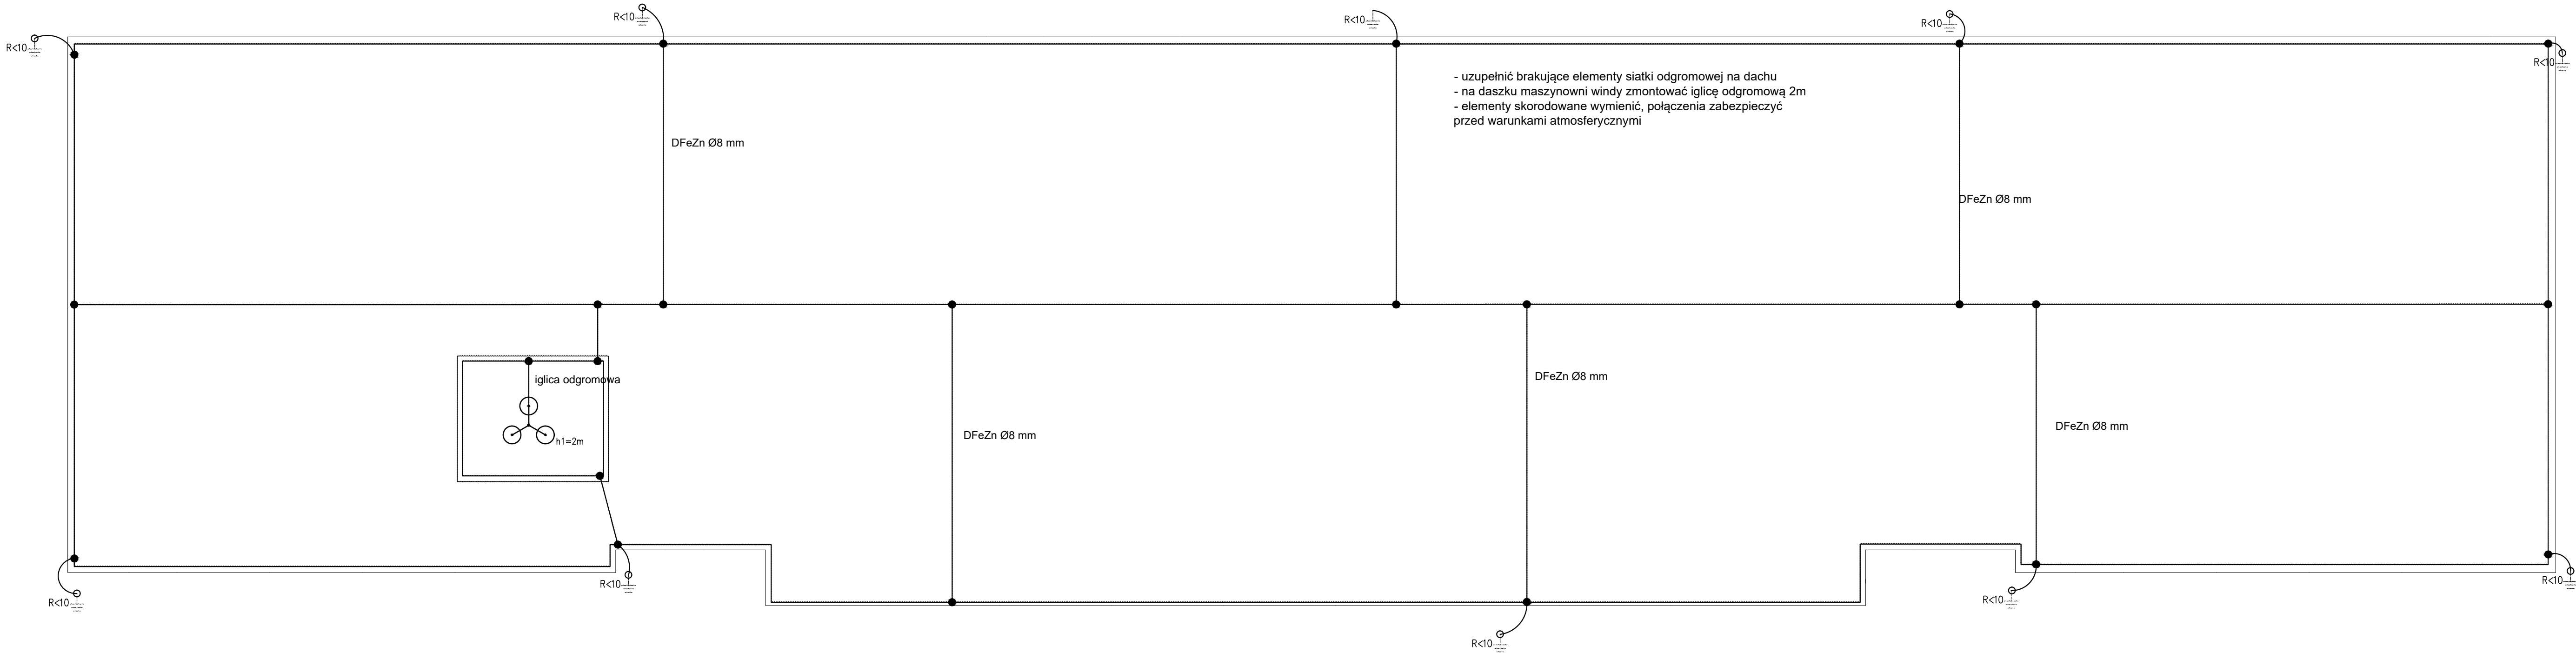 R<10
R<10
R<10
R<10
R<10
- uzupełnić brakujące elementy siatki odgromowej na dachu
- na daszku maszynowni windy zmontować iglicę odgromową 2m
- elementy skorodowane wymienić, połączenia zabezpieczyć
przed warunkami atmosferycznymi
DFeZn Ø8 mm
DFeZn Ø8 mm
iglica odgromowa
h1=2m
DFeZn Ø8 mm
DFeZn Ø8 mm
DFeZn Ø8 mm
R<10
R<10
R<10
R<10
R<10